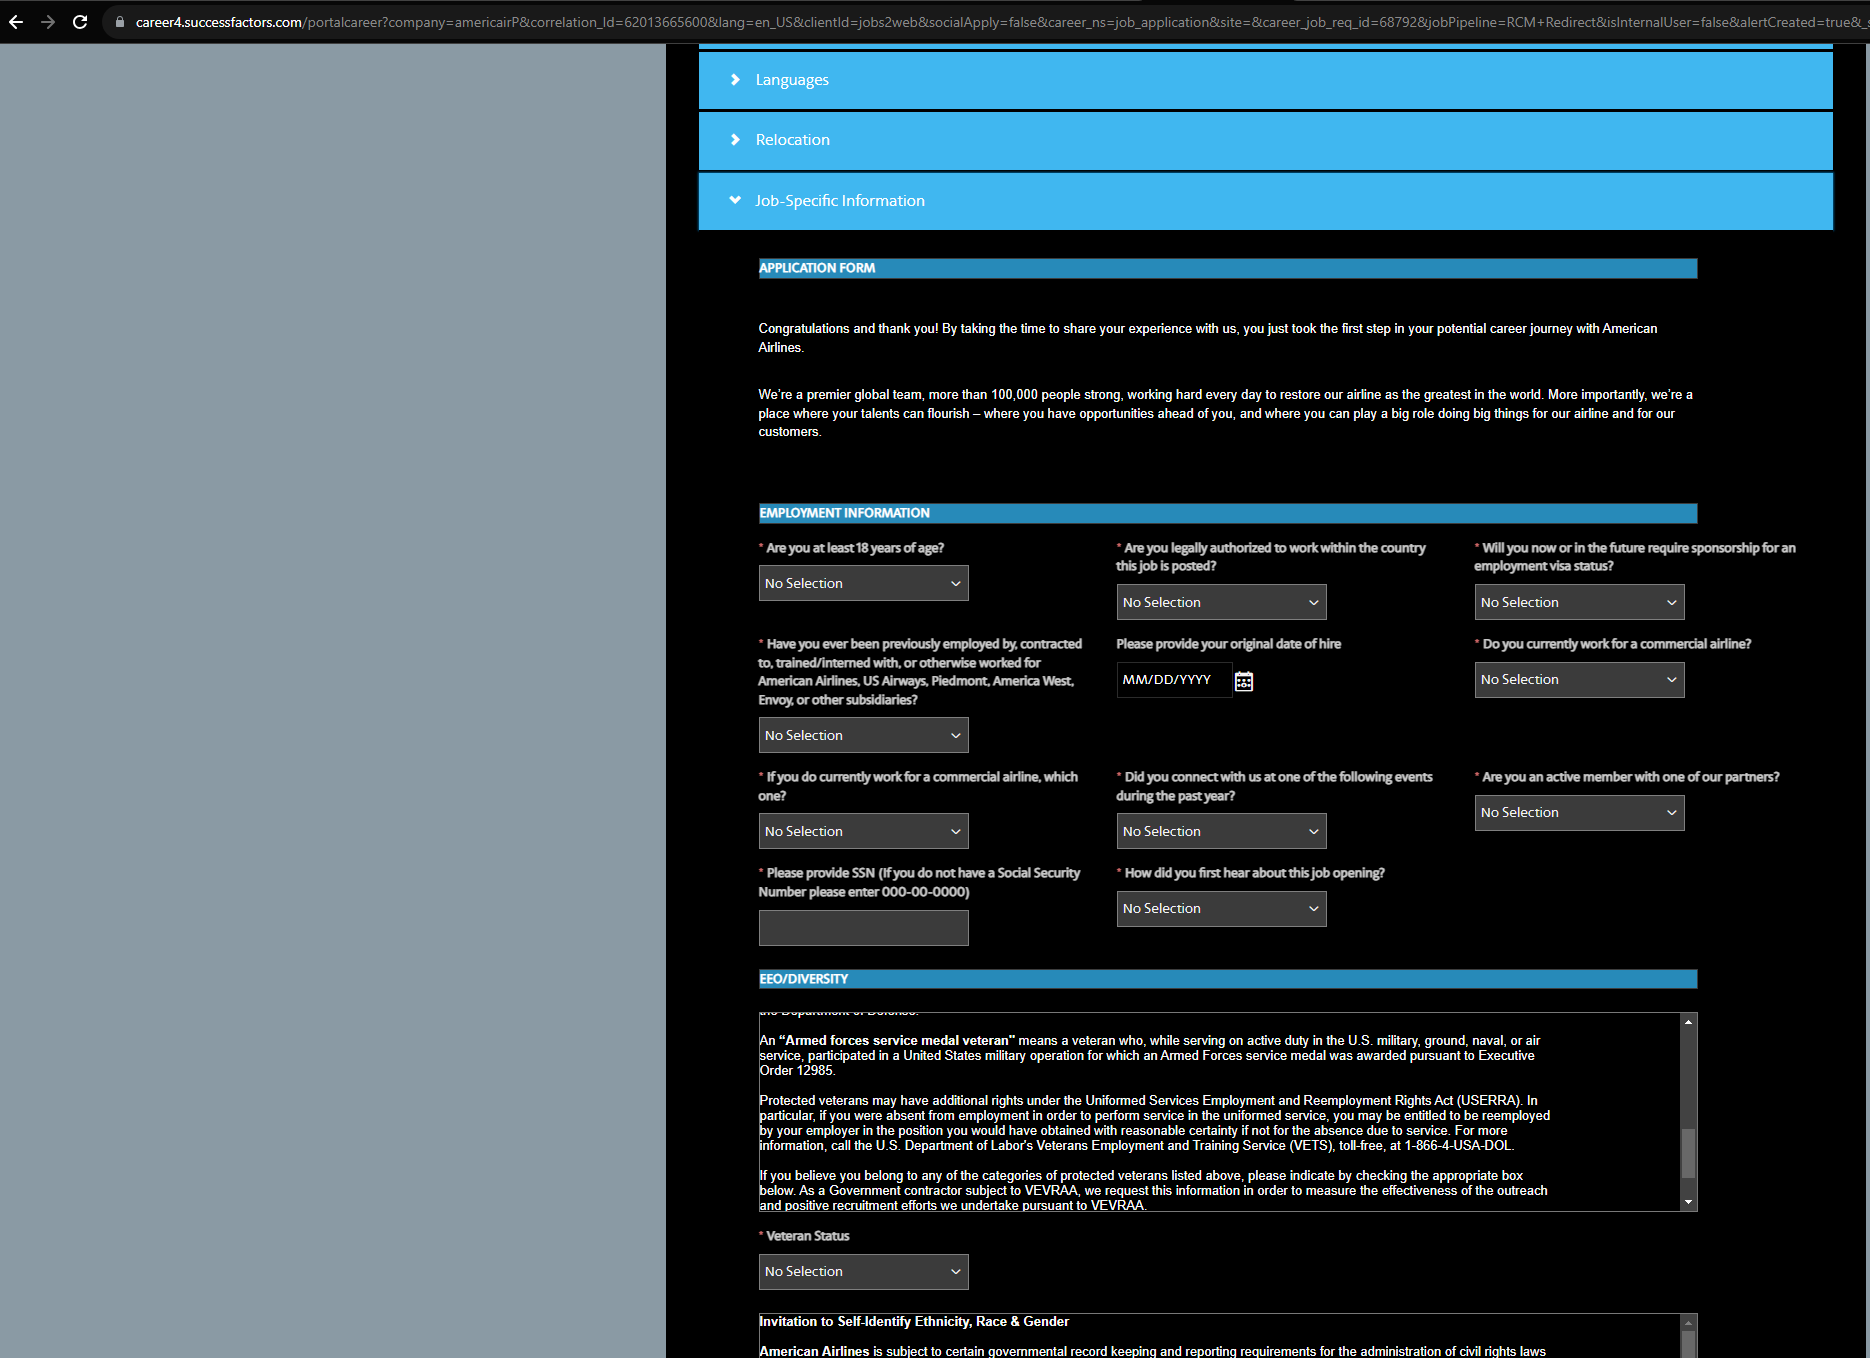 career4.successfactors.com/portalcareer?company=americairP&correlation_Id=62013665600&lang=en_US&clientId=jobs2web&socialApply=false&career_ns=job_application&site=&career_job_req_id=68792&jobPipeline=RCM+Redirect&isInternalUser=false&alertCreated=true&_s
Languages
Relocation
Job-Specific Information
APPLICATION FORM
Congratulations and thank you! By taking the time to share your experience with us, you just took the first step in your potential career journey with American
Airlines.
We're a premier global team, more than 100,000 people strong, working hard every day to restore our airline as the greatest in the world. More importantly, we're a
place where your talents can flourish – where you have opportunities ahead of you, and where you can play a big role doing big things for our airline and for our
customers.
EMPLOYMENT INFORMATION
* Are you at least 18 years of age?
No Selection
* Are you legally authorized to work within the country
this job is posted?
No Selection
* Will you now or in the future require sponsorship for an
employment visa status?
No Selection
* Have you ever been previously employed by, contracted
to, trained/interned with, or otherwise worked for
American Airlines, US Airways, Piedmont, America West,
Envoy, or other subsidiaries?
No Selection
Please provide your original date of hire
MM/DD/YYYY
* Do you currently work for a commercial airline?
No Selection
* If you do currently work for a commercial airline, which
one?
No Selection
* Did you connect with us at one of the following events
during the past year?
No Selection
* Are you an active member with one of our partners?
No Selection
* Please provide SSN (If you do not have a Social Security
Number please enter 000-00-0000)
* How did you first hear about this job opening?
No Selection
EEO/DIVERSITY
the Department of Defense.
An “Armed forces service medal veteran" means a veteran who, while serving on active duty in the U.S. military, ground, naval, or air
service, participated in a United States military operation for which an Armed Forces service medal was awarded pursuant to Executive
Order 12985.
Protected veterans may have additional rights under the Uniformed Services Employment and Reemployment Rights Act (USERRA). In
particular, if you were absent from employment in order to perform service in the uniformed service, you may be entitled to be reemployed
by your employer in the position you would have obtained with reasonable certainty if not for the absence due to service. For more
information, call the U.S. Department of Labor's Veterans Employment and Training Service (VETS), toll-free, at 1-866-4-USA-DOL.
If you believe you belong to any of the categories of protected veterans listed above, please indicate by checking the appropriate box
below. As a Government contractor subject to VEVRAA, we request this information in order to measure the effectiveness of the outreach
and positive recruitment efforts we undertake pursuant to VEVRAA.
* Veteran Status
No Selection
Invitation to Self-Identify Ethnicity, Race & Gender
American Airlines is subject to certain governmental record keeping and reporting requirements for the administration of civil rights laws